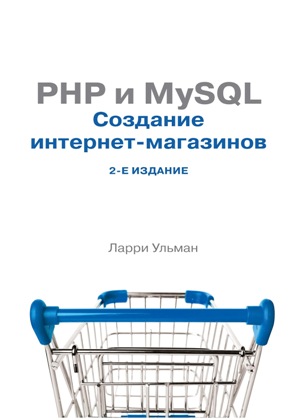 PHP и MySQL
Создание
интернет-магазинов
2-Е ИЗДАНИЕ
Ларри Ульман